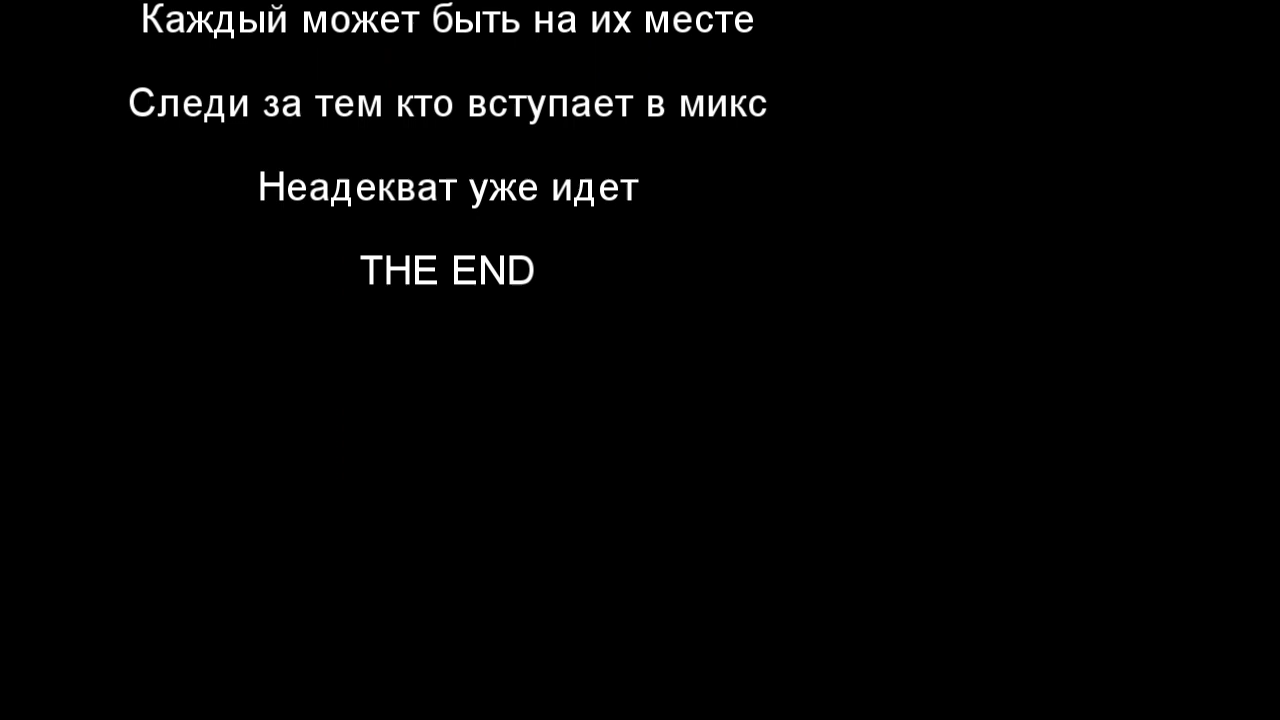 Каждый может быть на их месте
Следи за тем кто вступает в микс
Неадекват уже идет
THE END